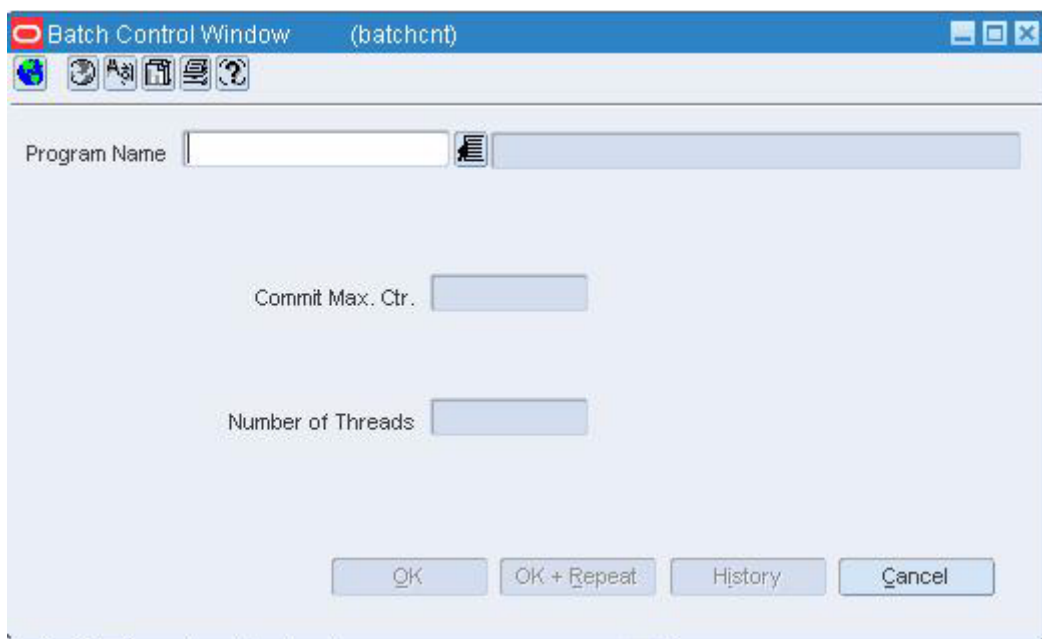 Batch Control Window (batchcnt)
Program Name
Commit Max. Ctr.
Number of Threads
OK OK + Repeat History Cancel